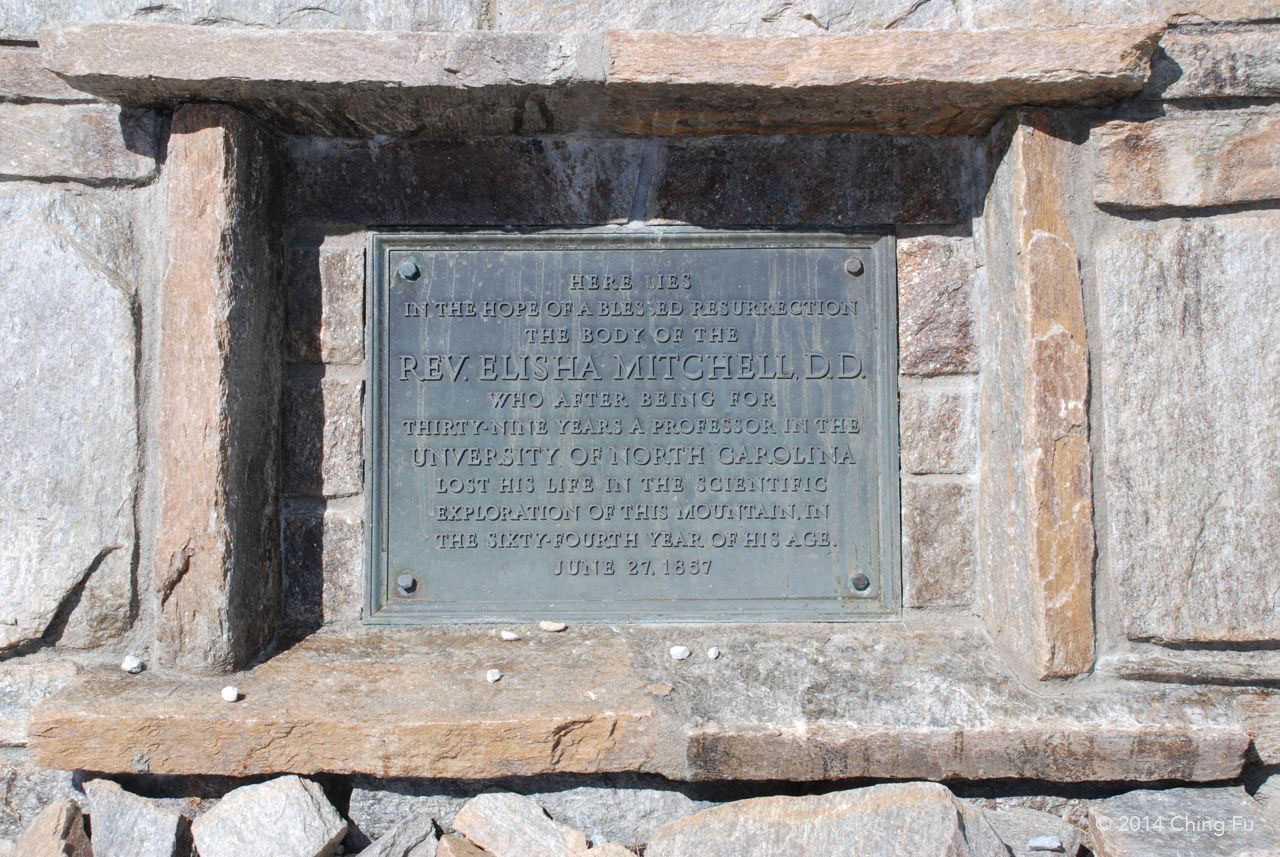 HERE LIES
IN THE HOPE OF A BLESSED RESURRECTION
THE BODY OF THE
REV. ELISHA MITCHELL, D.D.
WHO AFTER BEING FOR
THIRTY-NINE YEARS A PROFESSOR IN THE
UNVERSITY OF NORTH CAROLINA
LOST HIS LIFE IN THE SCIENTIFIC
EXPLORATION OF THIS MOUNTAIN, IN
THE SIXTY-FOURTH YEAR OF HIS AGE.
JUNE 27, 1857
© 2014 Ching Fu